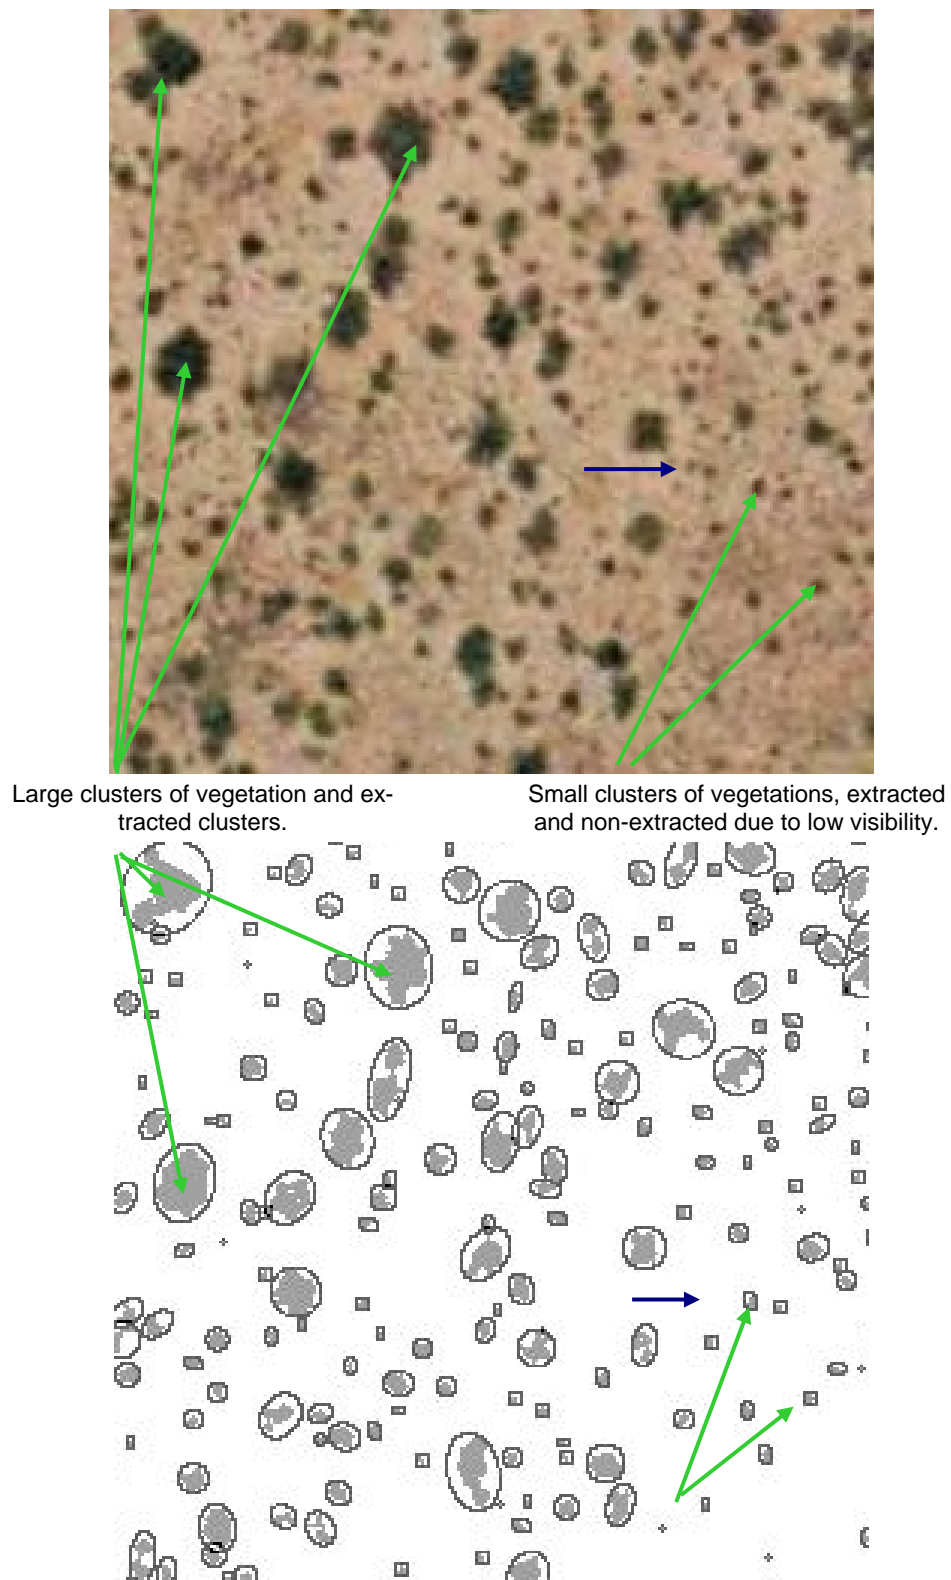 Large clusters of vegetation and ex-
tracted clusters.
Small clusters of vegetations, extracted
and non-extracted due to low visibility.